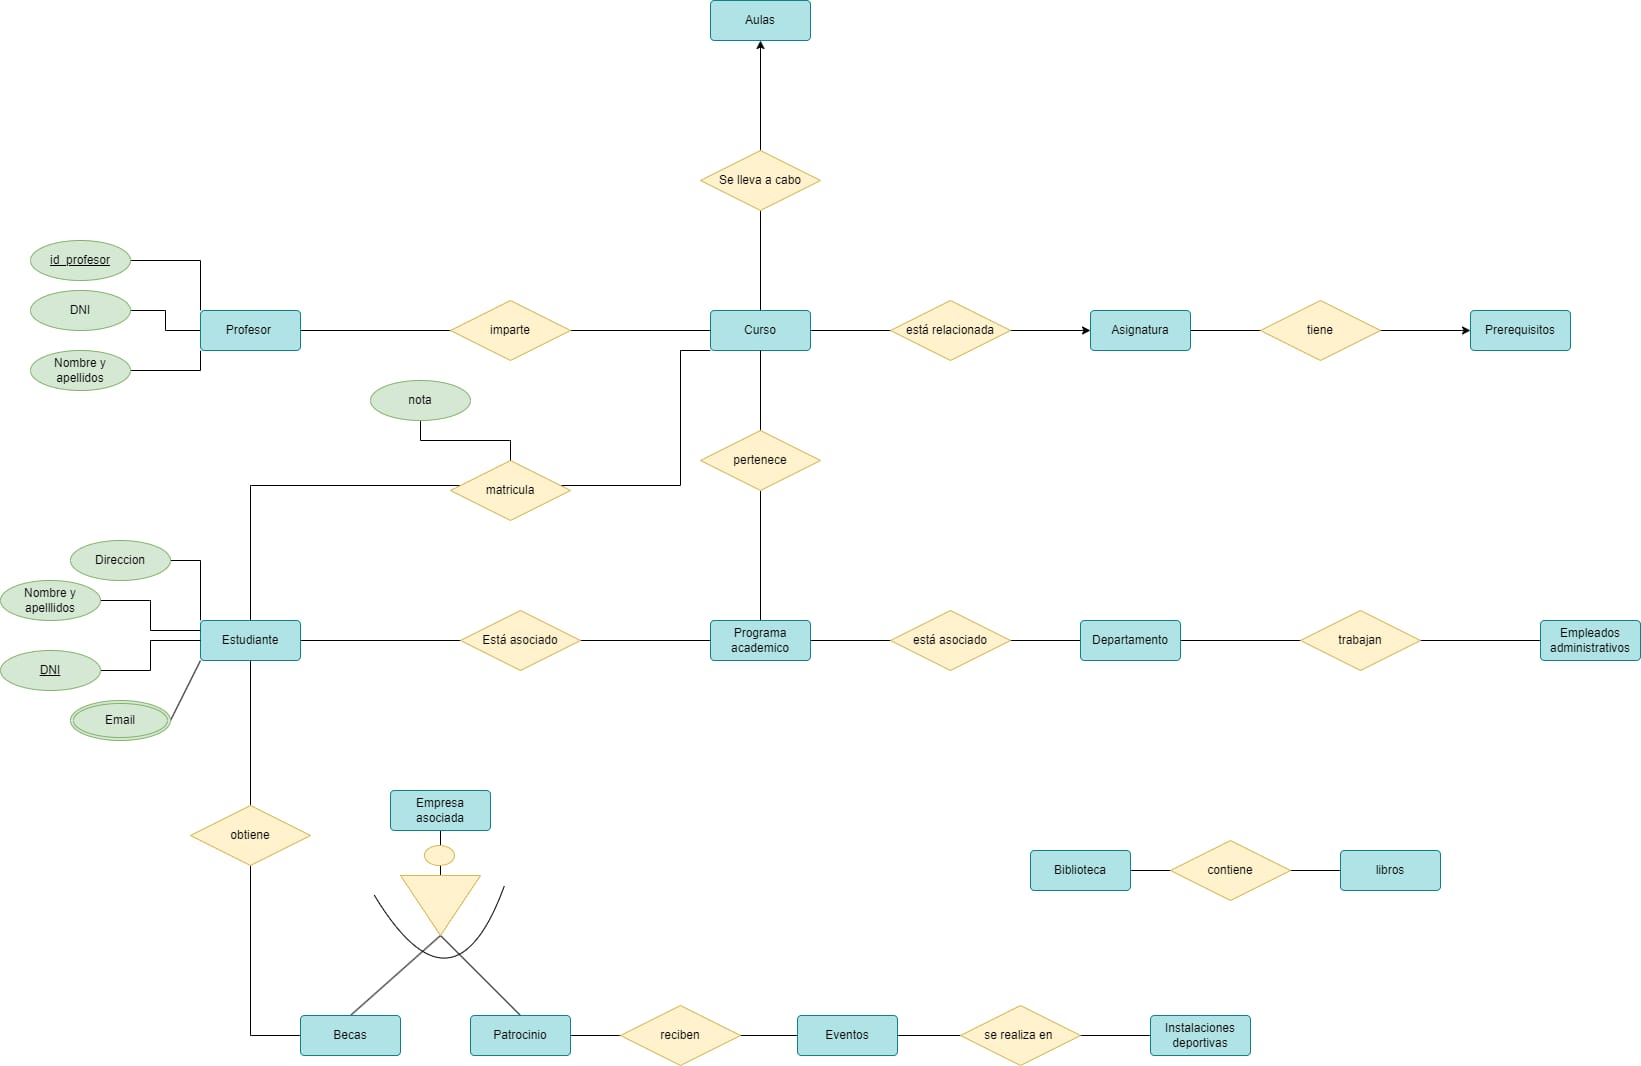 Aulas
Se lleva a cabo
id_profesor
DNI
Nombre y
apellidos
Profesor
imparte
Curso
está relacionada
Asignatura
tiene
Prerequisitos
nota
matricula
pertenece
Direccion
Nombre y
apelllidos
DNI
Email
Estudiante
Está asociado
Programa
academico
está asociado
Departamento
trabajan
Empleados
administrativos
obtiene
Empresa
asociada
Biblioteca
contiene
libros
Becas
Patrocinio
reciben
Eventos
se realiza en
Instalaciones
deportivas